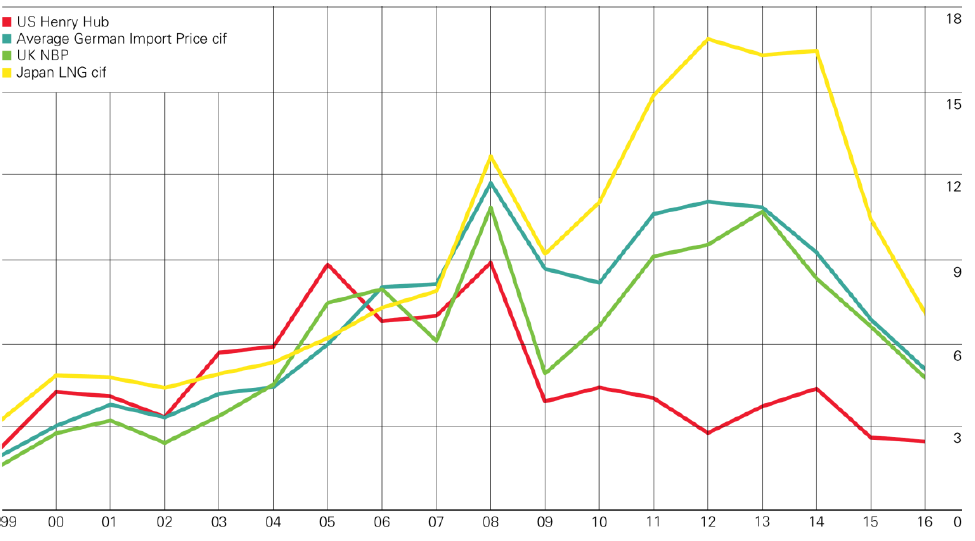 US Henry Hub
Average German Import Price cif
UK NBP
Japan LNG cif
18
15
12
9
6
3
99 00 01 02 03 04 05 06 07 08 09 10 11 12 13 14 15 16 0